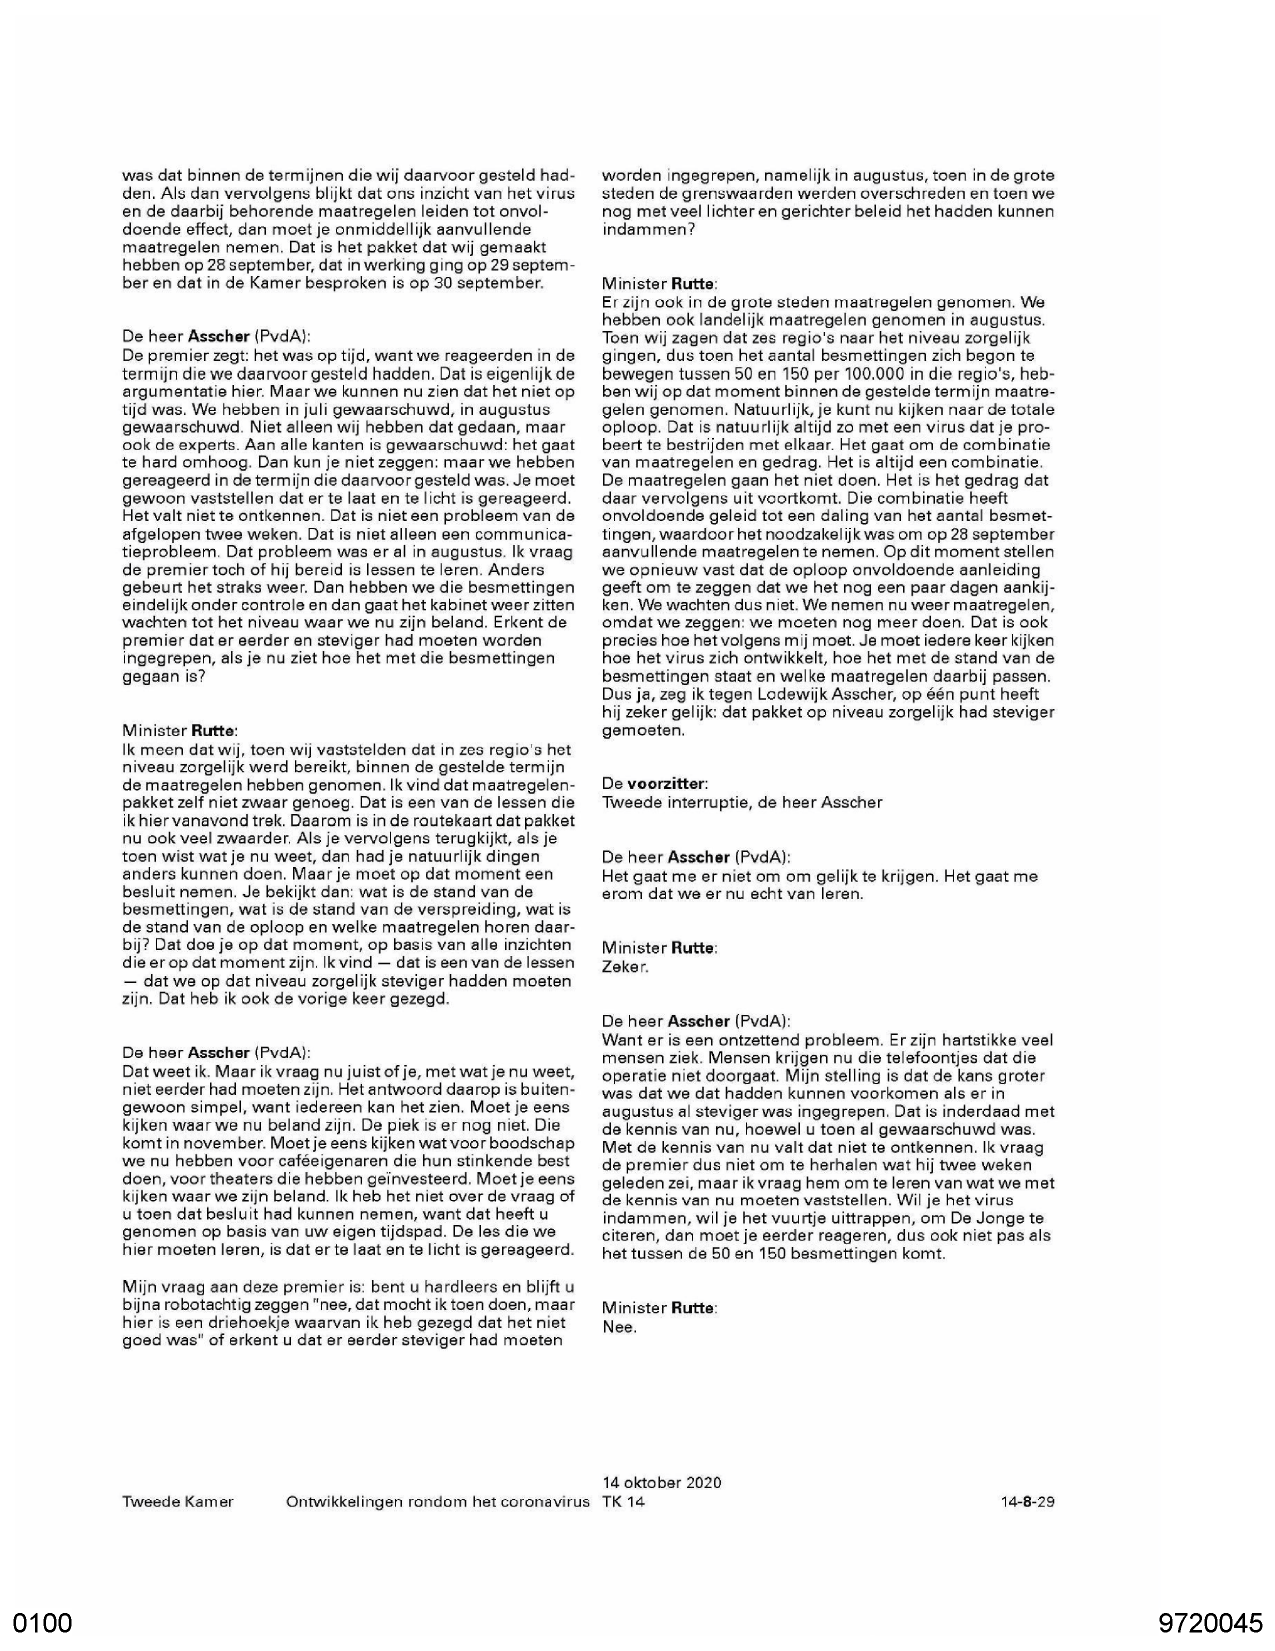 was dat binnen de termijnen die wij daarvoor gesteld had-
den. Als dan vervolgens blijkt dat ons inzicht van het virus
en de daarbij behorende maatregelen leiden tot onvol-
doende effect, dan moet je onmiddellijk aanvullende
maatregelen nemen. Dat is het pakket dat wij gemaakt
hebben op 28 september, dat in werking ging op 29 septem-
ber en dat in de Kamer besproken is op 30 september.
De heer Asscher (PvdA):
De premier zegt: het was op tijd, want we reageerden in de
termijn die we daarvoor gesteld hadden. Dat is eigenlijk de
argumentatie hier. Maar we kunnen nu zien dat het niet op
tijd was. We hebben in juli gewaarschuwd, in augustus
gewaarschuwd. Niet alleen wij hebben dat gedaan, maar
ook de experts. Aan alle kanten is gewaarschuwd: het gaat
te hard omhoog. Dan kun je niet zeggen: maar we hebben
gereageerd in de termijn die daarvoor gesteld was. Je moet
gewoon vaststellen dat er te laat en te licht is gereageerd.
Het valt niet te ontkennen. Dat is niet een probleem van de
afgelopen twee weken. Dat is niet alleen een communica-
tieprobleem. Dat probleem was er al in augustus. Ik vraag
de premier toch of hij bereid is lessen te leren. Anders
gebeurt het straks weer. Dan hebben we die besmettingen
eindelijk onder controle en dan gaat het kabinet weer zitten
wachten tot het niveau waar we nu zijn beland. Erkent de
premier dat er eerder en steviger had moeten worden
ingegrepen, als je nu ziet hoe het met die besmettingen
gegaan is?
Minister Rutte:
Ik meen dat wij, toen wij vaststelden dat in zes regio's het
niveau zorgelijk werd bereikt, binnen de gestelde termijn
de maatregelen hebben genomen. Ik vind dat maatregelen-
pakket zelf niet zwaar genoeg. Dat is een van de lessen die
ik hier vanavond trek. Daarom is in de routekaart dat pakket
nu ook veel zwaarder. Als je vervolgens terugkijkt, als je
toen wist wat je nu weet, dan had je natuurlijk dingen
anders kunnen doen. Maar je moet op dat moment een
besluit nemen. Je bekijkt dan: wat is de stand van de
besmettingen, wat is de stand van de verspreiding, wat is
de stand van de oploop en welke maatregelen horen daar-
bij? Dat doe je op dat moment, op basis van alle inzichten
die er op dat moment zijn. Ik vind — dat is een van de lessen
— dat we op dat niveau zorgelijk steviger hadden moeten
zijn. Dat heb ik ook de vorige keer gezegd.
De heer Asscher (PvdA):
Dat weet ik. Maar ik vraag nu juist of je, met wat je nu weet,
niet eerder had moeten zijn. Het antwoord daarop is buiten-
gewoon simpel, want iedereen kan het zien. Moet je eens
kijken waar we nu beland zijn. De piek is er nog niet. Die
komt in november. Moet je eens kijken wat voor boodschap
we nu hebben voor caféeigenaren die hun stinkende best
doen, voor theaters die hebben geïnvesteerd. Moet je eens
kijken waar we zijn beland. Ik heb het niet over de vraag of
u toen dat besluit had kunnen nemen, want dat heeft u
genomen op basis van uw eigen tijdspad. De les die we
hier moeten leren, is dat er te laat en te licht is gereageerd.
Mijn vraag aan deze premier is: bent u hardleers en blijft u
bijna robotachtig zeggen "nee, dat mocht ik toen doen, maar
hier is een driehoekje waarvan ik heb gezegd dat het niet
goed was" of erkent u dat er eerder steviger had moeten
worden ingegrepen, namelijk in augustus, toen in de grote
steden de grenswaarden werden overschreden en toen we
nog met veel lichter en gerichter beleid het hadden kunnen
indammen?
Minister Rutte:
Er zijn ook in de grote steden maatregelen genomen. We
hebben ook landelijk maatregelen genomen in augustus.
Toen wij zagen dat zes regio's naar het niveau zorgelijk
gingen, dus toen het aantal besmettingen zich begon te
bewegen tussen 50 en 150 per 100.000 in die regio's, heb-
ben wij op dat moment binnen de gestelde termijn maatre-
gelen genomen. Natuurlijk, je kunt nu kijken naar de totale
oploop. Dat is natuurlijk altijd zo met een virus dat je pro-
beert te bestrijden met elkaar. Het gaat om de combinatie
van maatregelen en gedrag. Het is altijd een combinatie.
De maatregelen gaan het niet doen. Het is het gedrag dat
daar vervolgens uit voortkomt. Die combinatie heeft
onvoldoende geleid tot een daling van het aantal besmet-
tingen, waardoor het noodzakelijk was om op 28 september
aanvullende maatregelen te nemen. Op dit moment stellen
we opnieuw vast dat de oploop onvoldoende aanleiding
geeft om te zeggen dat we het nog een paar dagen aankij-
ken. We wachten dus niet. We nemen nu weer maatregelen,
omdat we zeggen: we moeten nog meer doen. Dat is ook
precies hoe het volgens mij moet. Je moet iedere keer kijken
hoe het virus zich ontwikkelt, hoe het met de stand van de
besmettingen staat en welke maatregelen daarbij passen.
Dus ja, zeg ik tegen Lodewijk Asscher, op één punt heeft
hij zeker gelijk: dat pakket op niveau zorgelijk had steviger
gemoeten.
De voorzitter:
Tweede interruptie, de heer Asscher
De heer Asscher (PvdA):
Het gaat me er niet om om gelijk te krijgen. Het gaat me
erom dat we er nu echt van leren.
Minister Rutte:
Zeker.
De heer Asscher (PvdA):
Want er is een ontzettend probleem. Er zijn hartstikke veel
mensen ziek. Mensen krijgen nu die telefoontjes dat die
operatie niet doorgaat. Mijn stelling is dat de kans groter
was dat we dat hadden kunnen voorkomen als er in
augustus al steviger was ingegrepen. Dat is inderdaad met
de kennis van nu, hoewel u toen al gewaarschuwd was.
Met de kennis van nu valt dat niet te ontkennen. Ik vraag
de premier dus niet om te herhalen wat hij twee weken
geleden zei, maar ik vraag hem om te leren van wat we met
de kennis van nu moeten vaststellen. Wil je het virus
indammen, wil je het vuurtje uittrappen, om De Jonge te
citeren, dan moet je eerder reageren, dus ook niet pas als
het tussen de 50 en 150 besmettingen komt.
Minister Rutte:
Nee.
14 oktober 2020
Tweede Kamer Ontwikkelingen rondom het coronavirus TK 14 14-8-29
0100 9720045